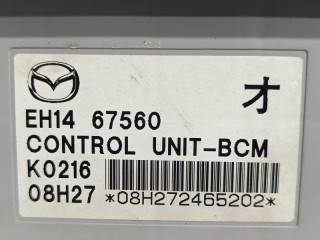 オ
EH14 67560
CONTROL UNIT-BCM
K0216
08H27 *08H272465202*